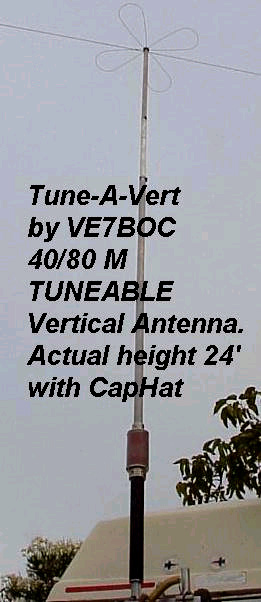 Tune-A-Vert
by VE7BOC
40/80 M
TUNEABLE
Vertical Antenna.
Actual height 24'
with CapHat